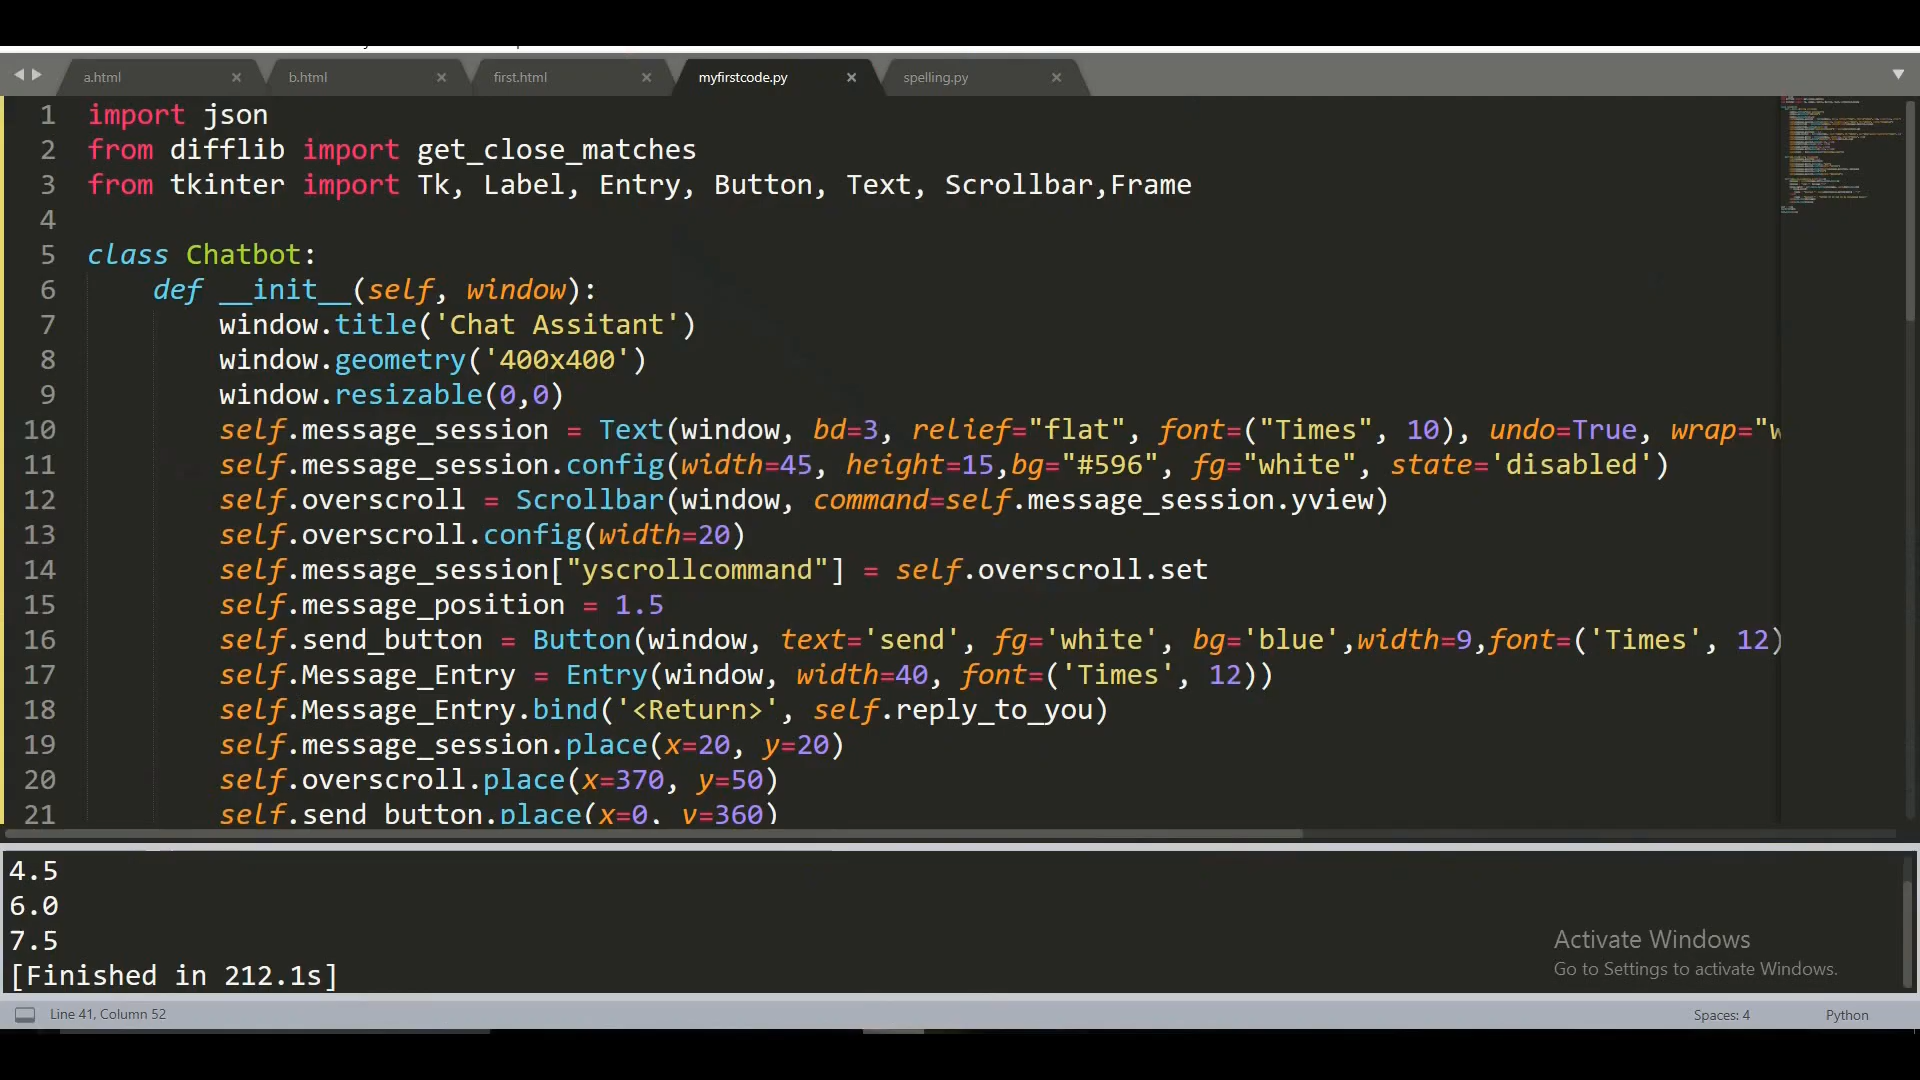 a.html × b.html × first.html × myfirstcode.py × spelling.py ×
1 import json
2 from difflib import get_close_matches
3 from tkinter import Tk, Label, Entry, Button, Text, Scrollbar,Frame
4
5 class Chatbot:
6     def __init__(self, window):
7         window.title('Chat Assitant')
8         window.geometry('400x400')
9         window.resizable(0,0)
10         self.message_session = Text(window, bd=3, relief="flat", font=("Times", 10), undo=True, wrap="w
11         self.message_session.config(width=45, height=15,bg="#596", fg="white", state='disabled')
12         self.overscroll = Scrollbar(window, command=self.message_session.yview)
13         self.overscroll.config(width=20)
14         self.message_session["yscrollcommand"] = self.overscroll.set
15         self.message_position = 1.5
16         self.send_button = Button(window, text='send', fg='white', bg='blue',width=9,font=('Times', 12)
17         self.Message_Entry = Entry(window, width=40, font=('Times', 12))
18         self.Message_Entry.bind('<Return>', self.reply_to_you)
19         self.message_session.place(x=20, y=20)
20         self.overscroll.place(x=370, y=50)
21         self.send_button.place(x=0, y=360)
4.5
6.0
7.5
[Finished in 212.1s]
Activate Windows
Go to Settings to activate Windows.
Line 41, Column 52 Spaces: 4 Python